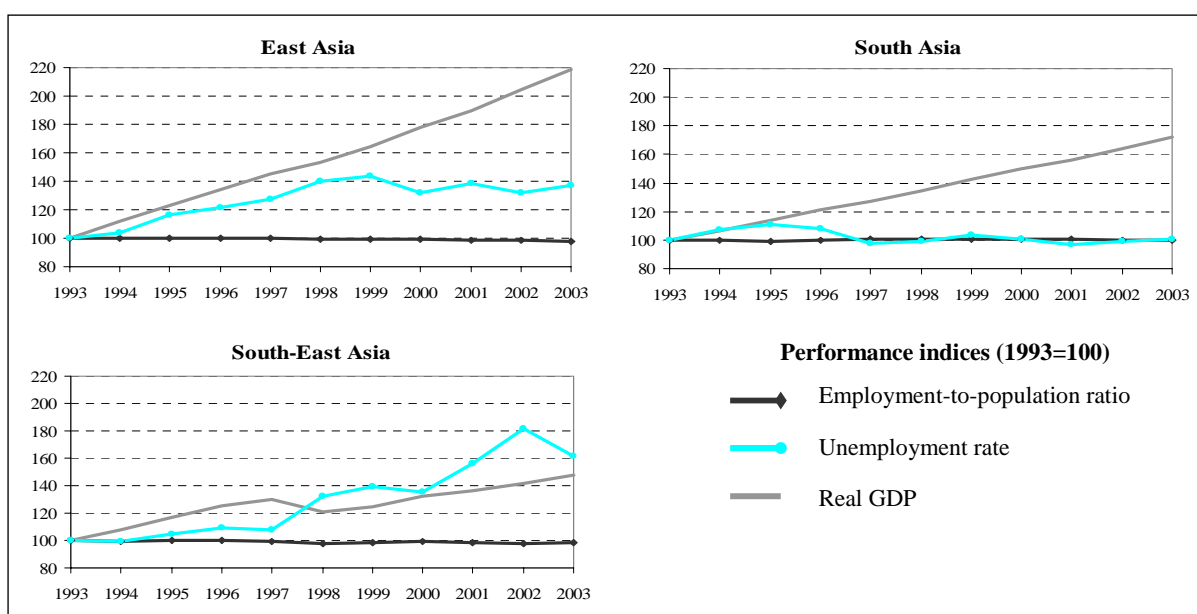 East Asia
220
200
180
160
140
120
100
80
1993 1994 1995 1996 1997 1998 1999 2000 2001 2002 2003
South Asia
220
200
180
160
140
120
100
80
1993 1994 1995 1996 1997 1998 1999 2000 2001 2002 2003
South-East Asia
220
200
180
160
140
120
100
80
1993 1994 1995 1996 1997 1998 1999 2000 2001 2002 2003
Performance indices (1993=100)
Employment-to-population ratio
Unemployment rate
Real GDP